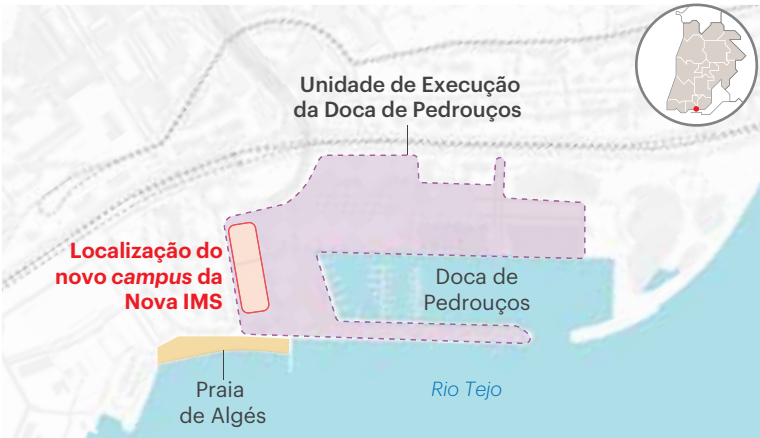 Unidade de Execução
da Doca de Pedrouços
Localização do
novo campus da
Nova IMS
Doca de
Pedrouços
Praia
de Algés
Rio Tejo